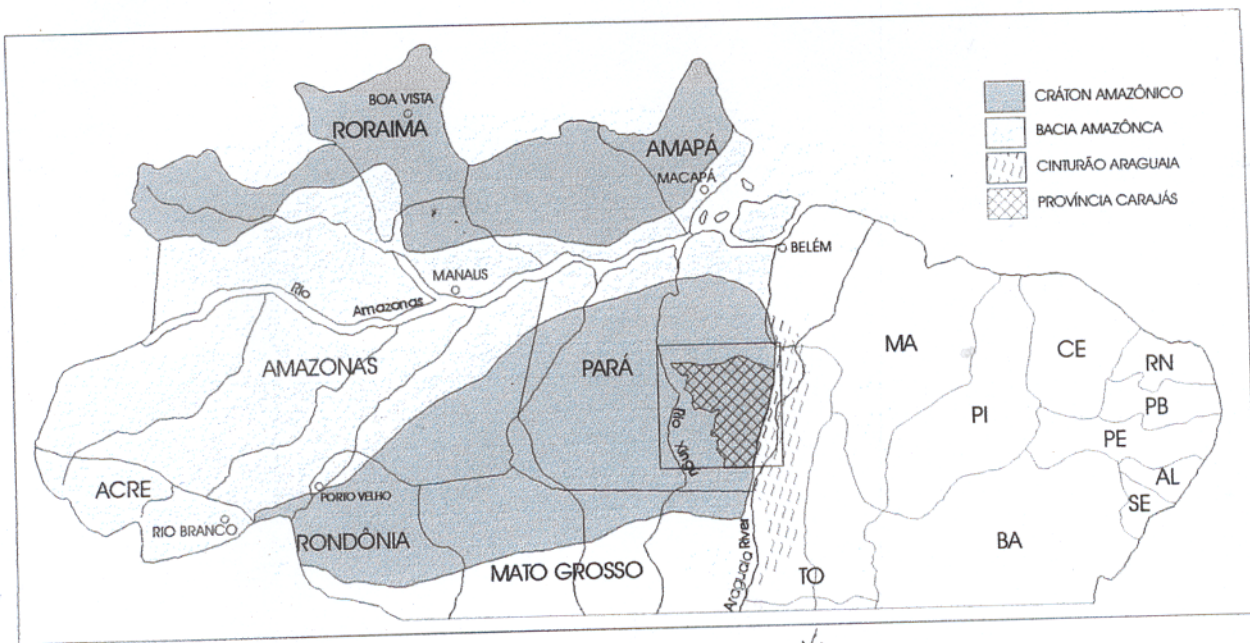 BOA VISTA
RORAIMA
AMAPÁ
MACAPÁ
CRÁTON AMAZÔNICO
BACIA AMAZÔNCA
CINTURÃO ARAGUAIA
PROVÍNCIA CARAJÁS
BELÉM
MANAUS
Rio
Amazonas
AMAZONAS
PARÁ
MA
CE
RN
PB
PI
PE
AL
SE
Rio Xingu
ACRE
PORIO VELHO
RIO BRANCO
RONDÔNIA
MATO GROSSO
Araguaia River
TO
BA